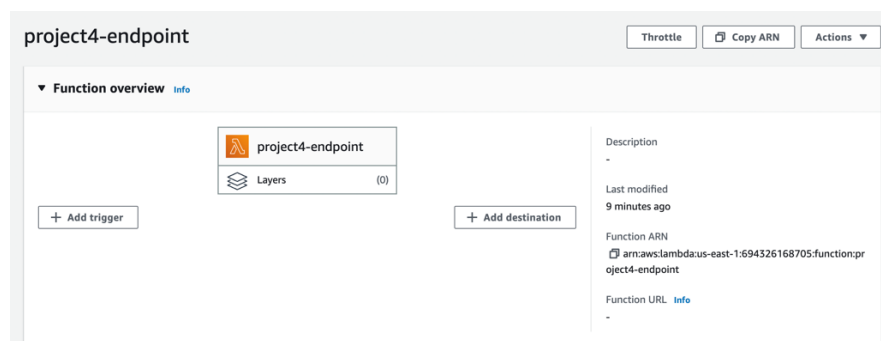 project4-endpoint
Throttle
Copy ARN
Actions ▼
▼ Function overview Info
project4-endpoint
Layers (0)
+ Add trigger
+ Add destination
Description
-
Last modified
9 minutes ago
Function ARN
arn:aws:lambda:us-east-1:694326168705:function:pr
oject4-endpoint
Function URL Info
-